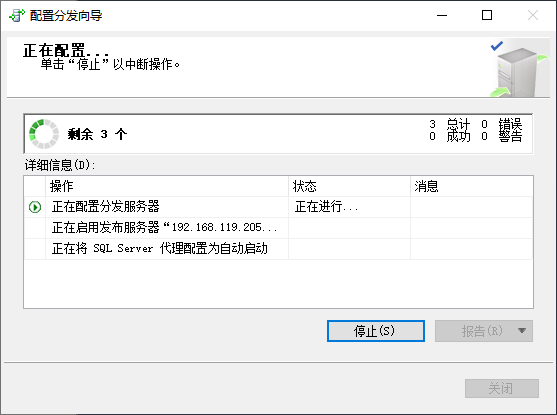 配置分发向导
正在配置...
单击“停止”以中断操作。
剩余 3 个
3 总计 0 错误
0 成功 0 警告
详细信息(D):
操作 状态 消息
正在配置分发服务器 正在进行...
正在启用发布服务器“192.168.119.205...
正在将 SQL Server 代理配置为自动启动
停止(S) 报告(R)
关闭